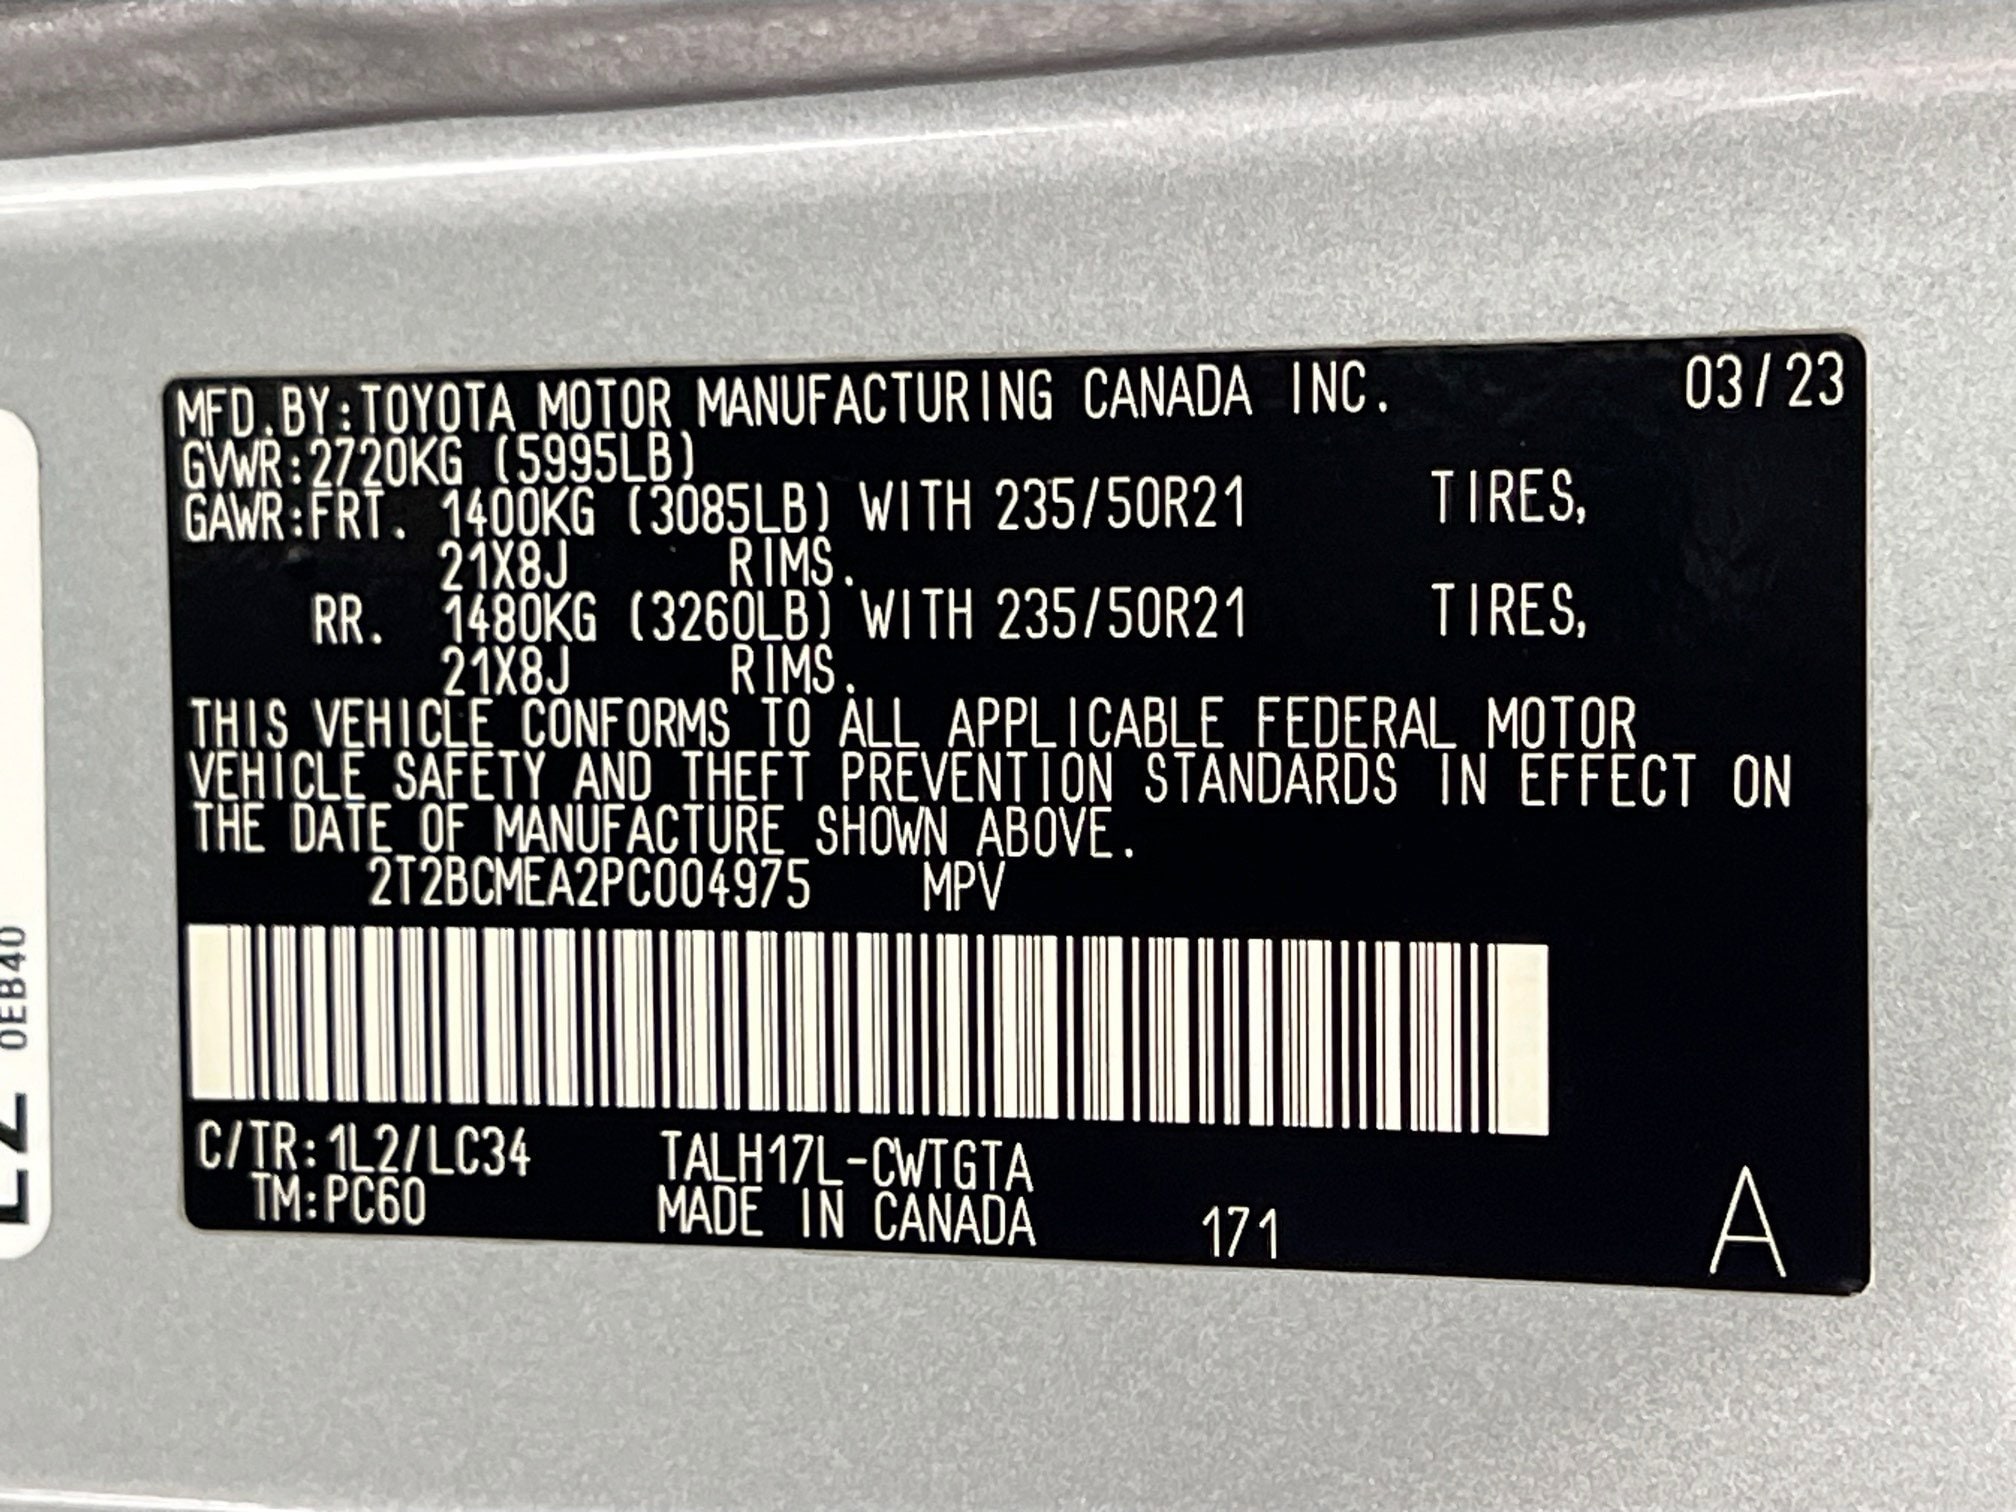 MFD.BY:TOYOTA MOTOR MANUFACTURING CANADA INC. 03/23
GVWR:2720KG (5995LB)
GAWR:FRT. 1400KG (3085LB) WITH 235/50R21 TIRES,
21X8J RIMS.
RR. 1480KG (3260LB) WITH 235/50R21 TIRES,
21X8J RIMS.
THIS VEHICLE CONFORMS TO ALL APPLICABLE FEDERAL MOTOR
VEHICLE SAFETY AND THEFT PREVENTION STANDARDS IN EFFECT ON
THE DATE OF MANUFACTURE SHOWN ABOVE.
2T2BCMEA2PC004975 MPV
C/TR:1L2/LC34 TALH17L-CWTGTA
TM:PC60 MADE IN CANADA 171 A
0EB40